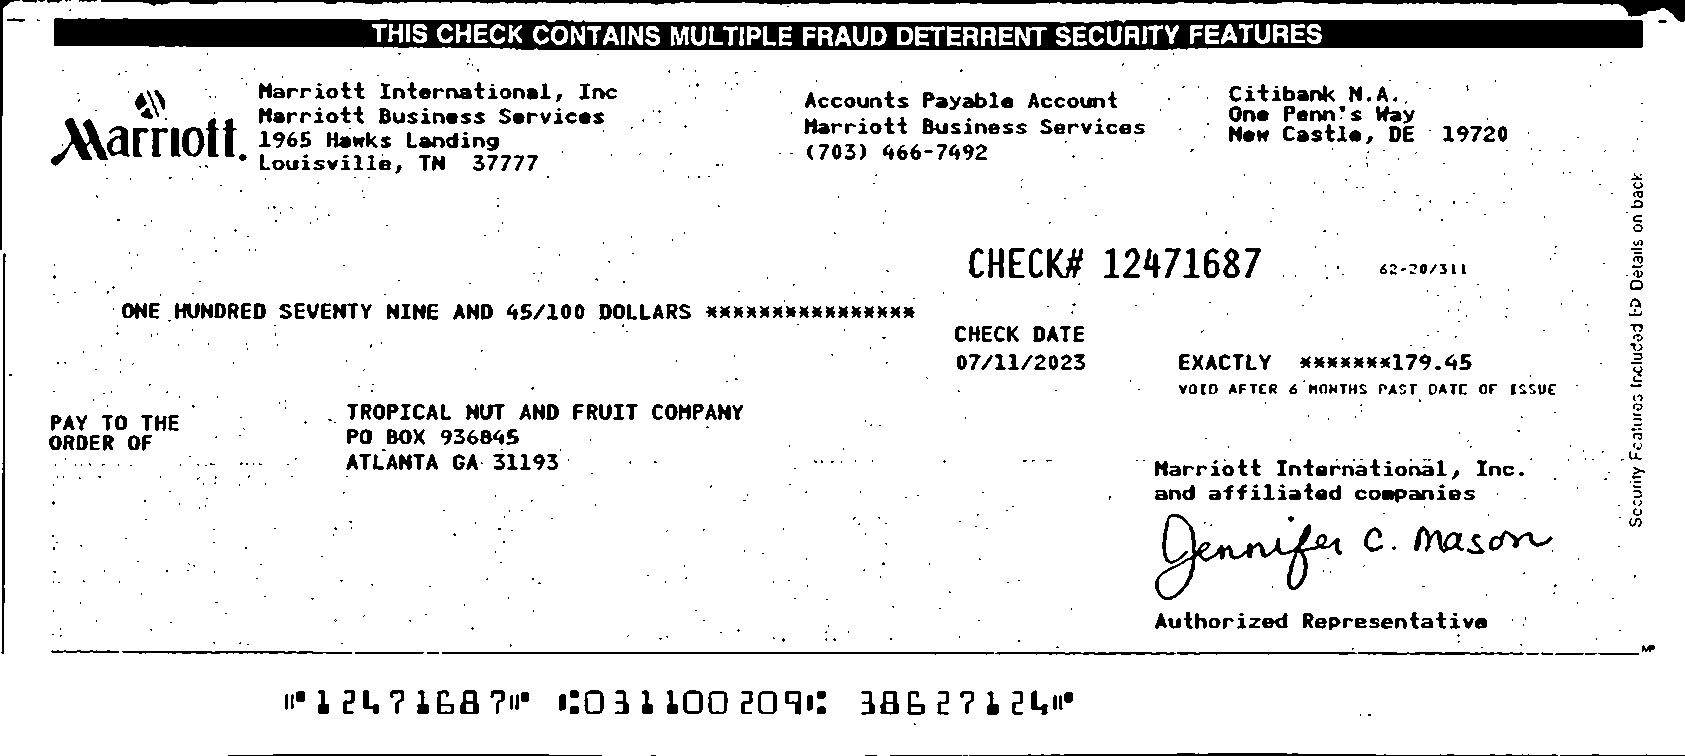 THIS CHECK CONTAINS MULTIPLE FRAUD DETERRENT SECURITY FEATURES
Marriott
Marriott International, Inc
Marriott Business Services
1965 Hawks Landing
Louisville, TN 37777
Accounts Payable Account
Marriott Business Services
(703) 466-7492
Citibank N.A.
One Penn's Way
New Castle, DE 19720
CHECK# 12471687
62-20/311
ONE HUNDRED SEVENTY NINE AND 45/100 DOLLARS ****************
CHECK DATE
07/11/2023
EXACTLY *******179.45
VOID AFTER 6 MONTHS PAST DATE OF ISSUE
PAY TO THE
ORDER OF
TROPICAL NUT AND FRUIT COMPANY
PO BOX 936845
ATLANTA GA 31193
Marriott International, Inc.
and affiliated companies
Jennifer C. Mason
Authorized Representative
MP
Security Features Included Details on back
⑈12471687⑈ ⑆031100209⑆ 38627124⑈